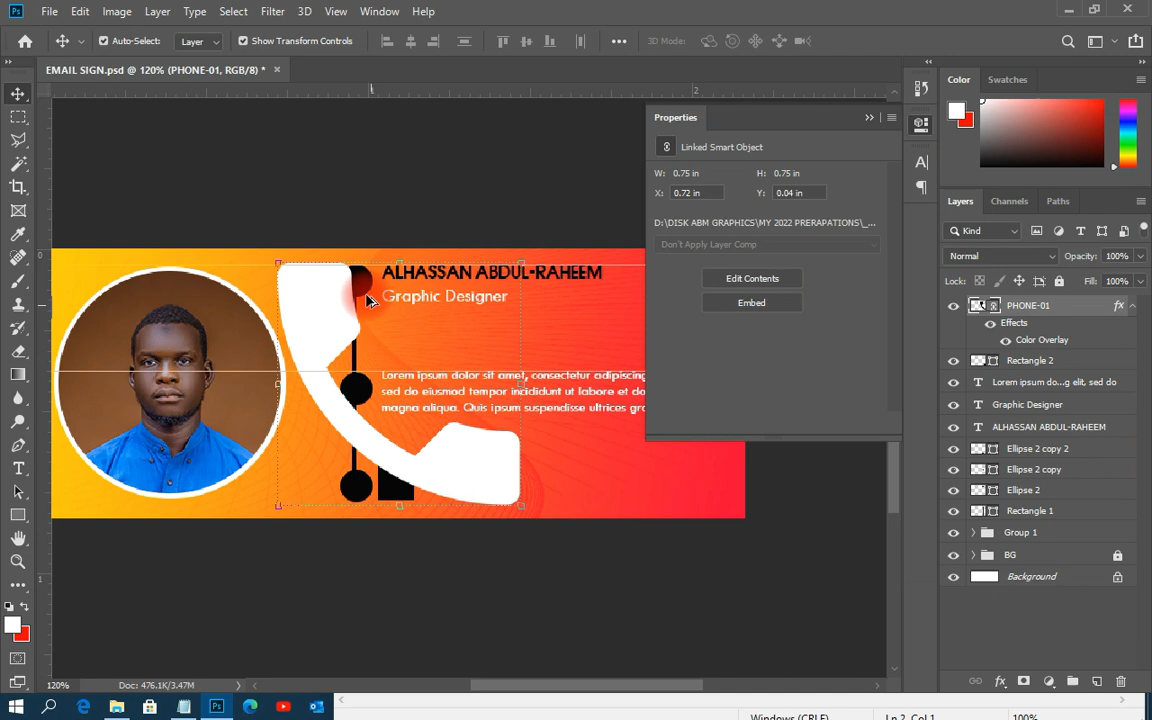 Ps File Edit Image Layer Type Select Filter 3D View Window Help
Auto-Select: Layer Show Transform Controls 3D Mode:
EMAIL SIGN.psd @ 120% (PHONE-01, RGB/8) * ×
1 2
0
1
ALHASSAN ABDUL-RAHEEM
Graphic Designer
Lorem ipsum dolor sit amet, consectetur adipiscing
sed do eiusmod tempor incididunt ut labore et do
magna aliqua. Quis ipsum suspendisse ultrices gra
Properties
Linked Smart Object
W: 0.75 in H: 0.75 in
X: 0.72 in Y: 0.04 in
D:\DISK ABM GRAPHICS\MY 2022 PRERAPATIONS\_...
Don't Apply Layer Comp
Edit Contents
Embed
Color Swatches
Layers Channels Paths
Kind
Normal Opacity: 100%
Lock: Fill: 100%
PHONE-01 fx
Effects
Color Overlay
Rectangle 2
Lorem ipsum do...g elit, sed do
Graphic Designer
ALHASSAN ABDUL-RAHEEM
Ellipse 2 copy 2
Ellipse 2 copy
Ellipse 2
Rectangle 1
Group 1
BG
Background
120% Doc: 476.1K/3.47M
Windows (CRLF) Ln 2, Col 1 100%